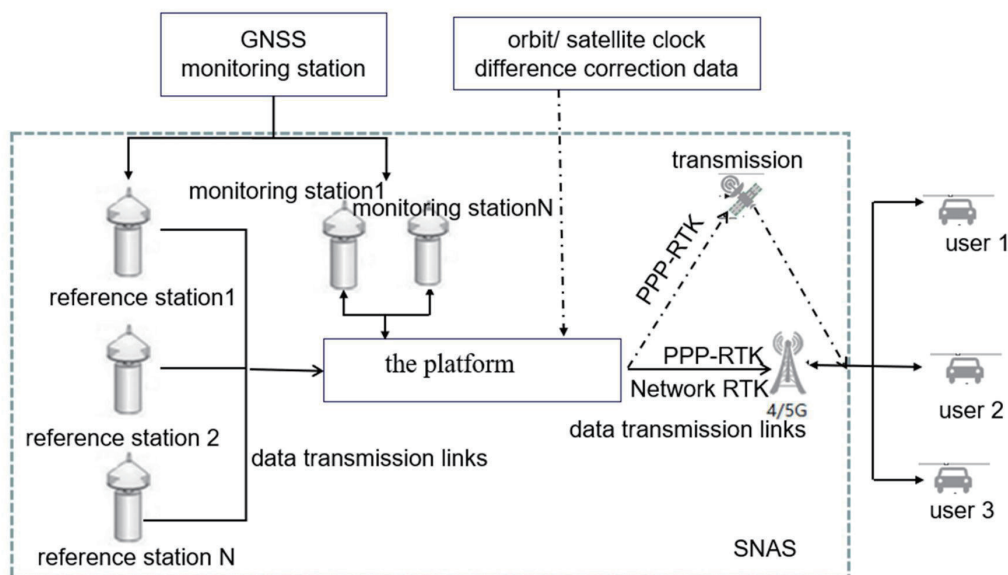 GNSS
monitoring station
orbit/ satellite clock
difference correction data
transmission
monitoring station1
monitoring stationN
PPP-RTK
user 1
reference station1
the platform
PPP-RTK
Network RTK
4/5G
data transmission links
user 2
reference station 2
data transmission links
user 3
reference station N
SNAS